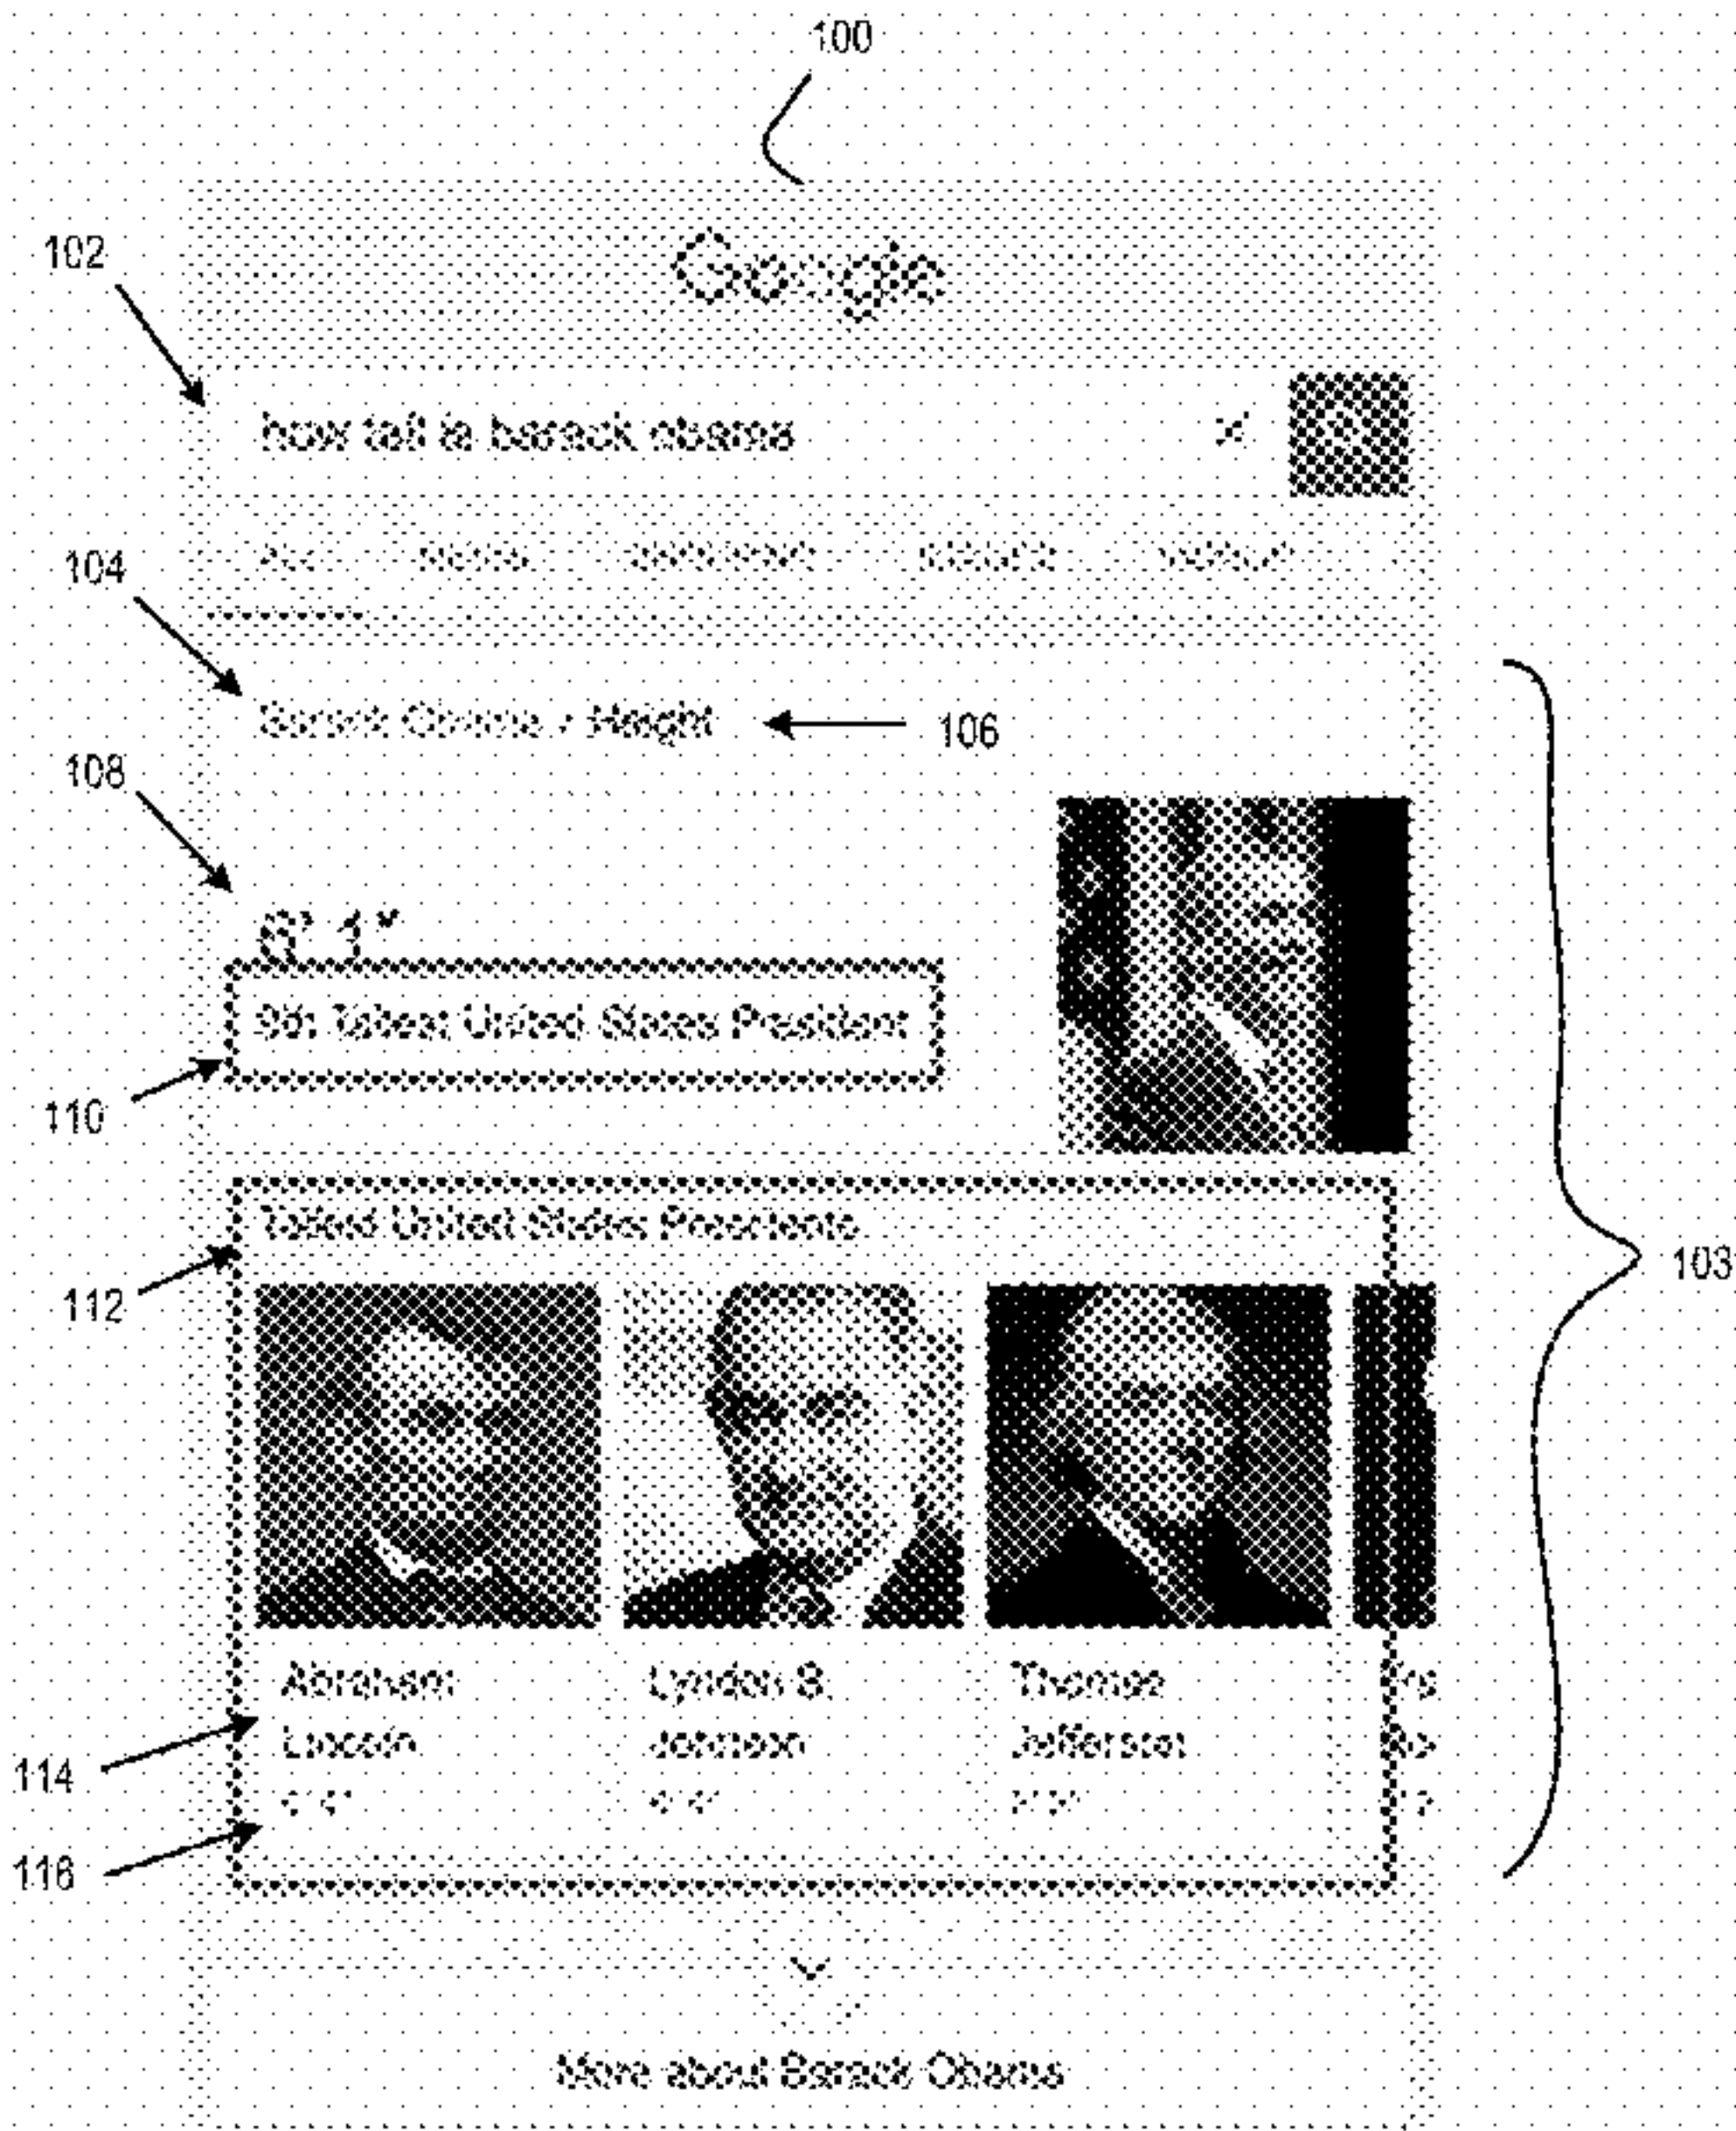 100
102
Google
how tall is barack obama
104
Barack Obama / Height
106
108
6' 1"
9th Tallest United States President
110
Tallest United States Presidents
112
103
Abraham Lyndon B. Thomas
Lincoln Johnson Jefferson
114
116
More about Barack Obama